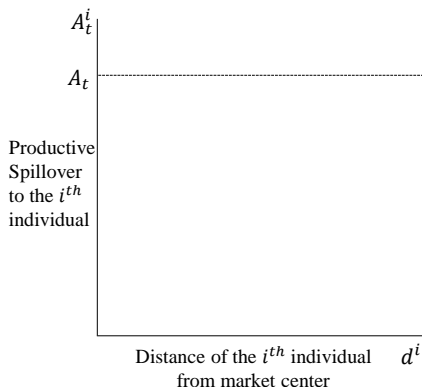 A_t^i
A_t
Productive
Spillover
to the i^{th}
individual
Distance of the i^{th} individual
from market center
d^i